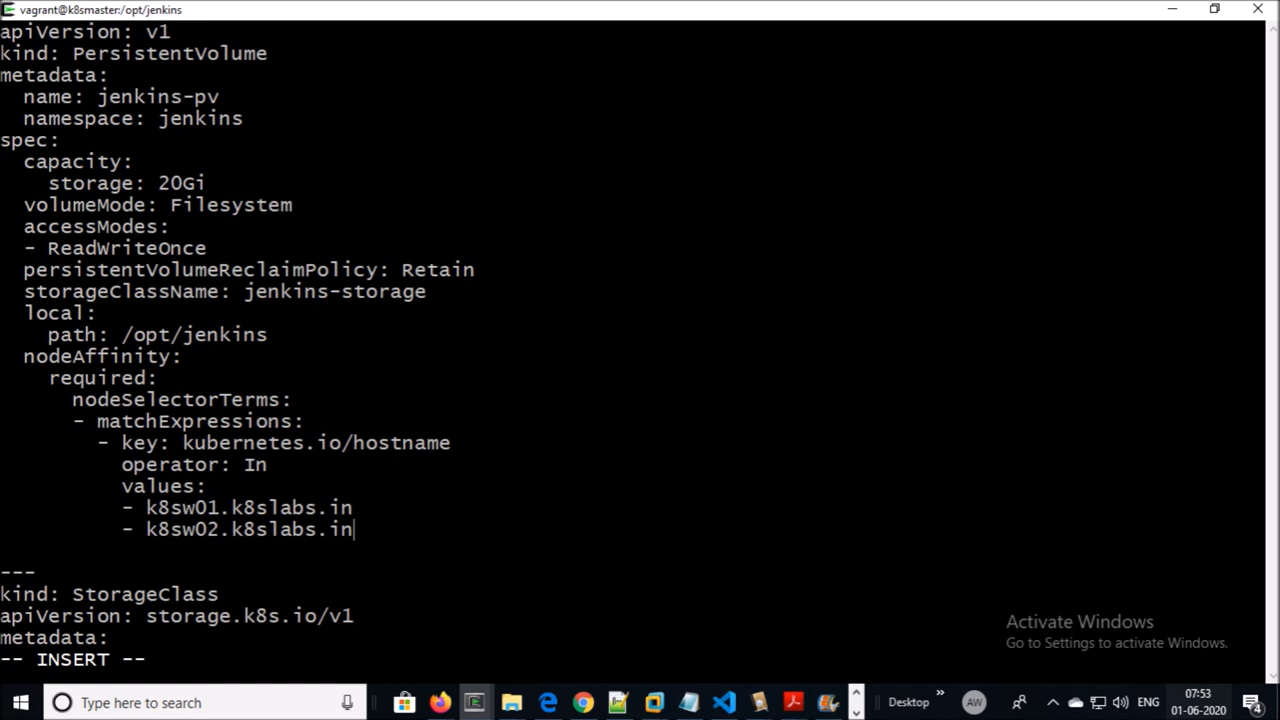 vagrant@k8smaster:/opt/jenkins
apiVersion: v1
kind: PersistentVolume
metadata:
  name: jenkins-pv
  namespace: jenkins
spec:
  capacity:
    storage: 20Gi
  volumeMode: Filesystem
  accessModes:
  - ReadWriteOnce
  persistentVolumeReclaimPolicy: Retain
  storageClassName: jenkins-storage
  local:
    path: /opt/jenkins
  nodeAffinity:
    required:
      nodeSelectorTerms:
      - matchExpressions:
        - key: kubernetes.io/hostname
          operator: In
          values:
          - k8sw01.k8slabs.in
          - k8sw02.k8slabs.in
---
kind: StorageClass
apiVersion: storage.k8s.io/v1
metadata:
-- INSERT --
Activate Windows
Go to Settings to activate Windows.
Type here to search
Desktop
AW
ENG
07:53
01-06-2020
4